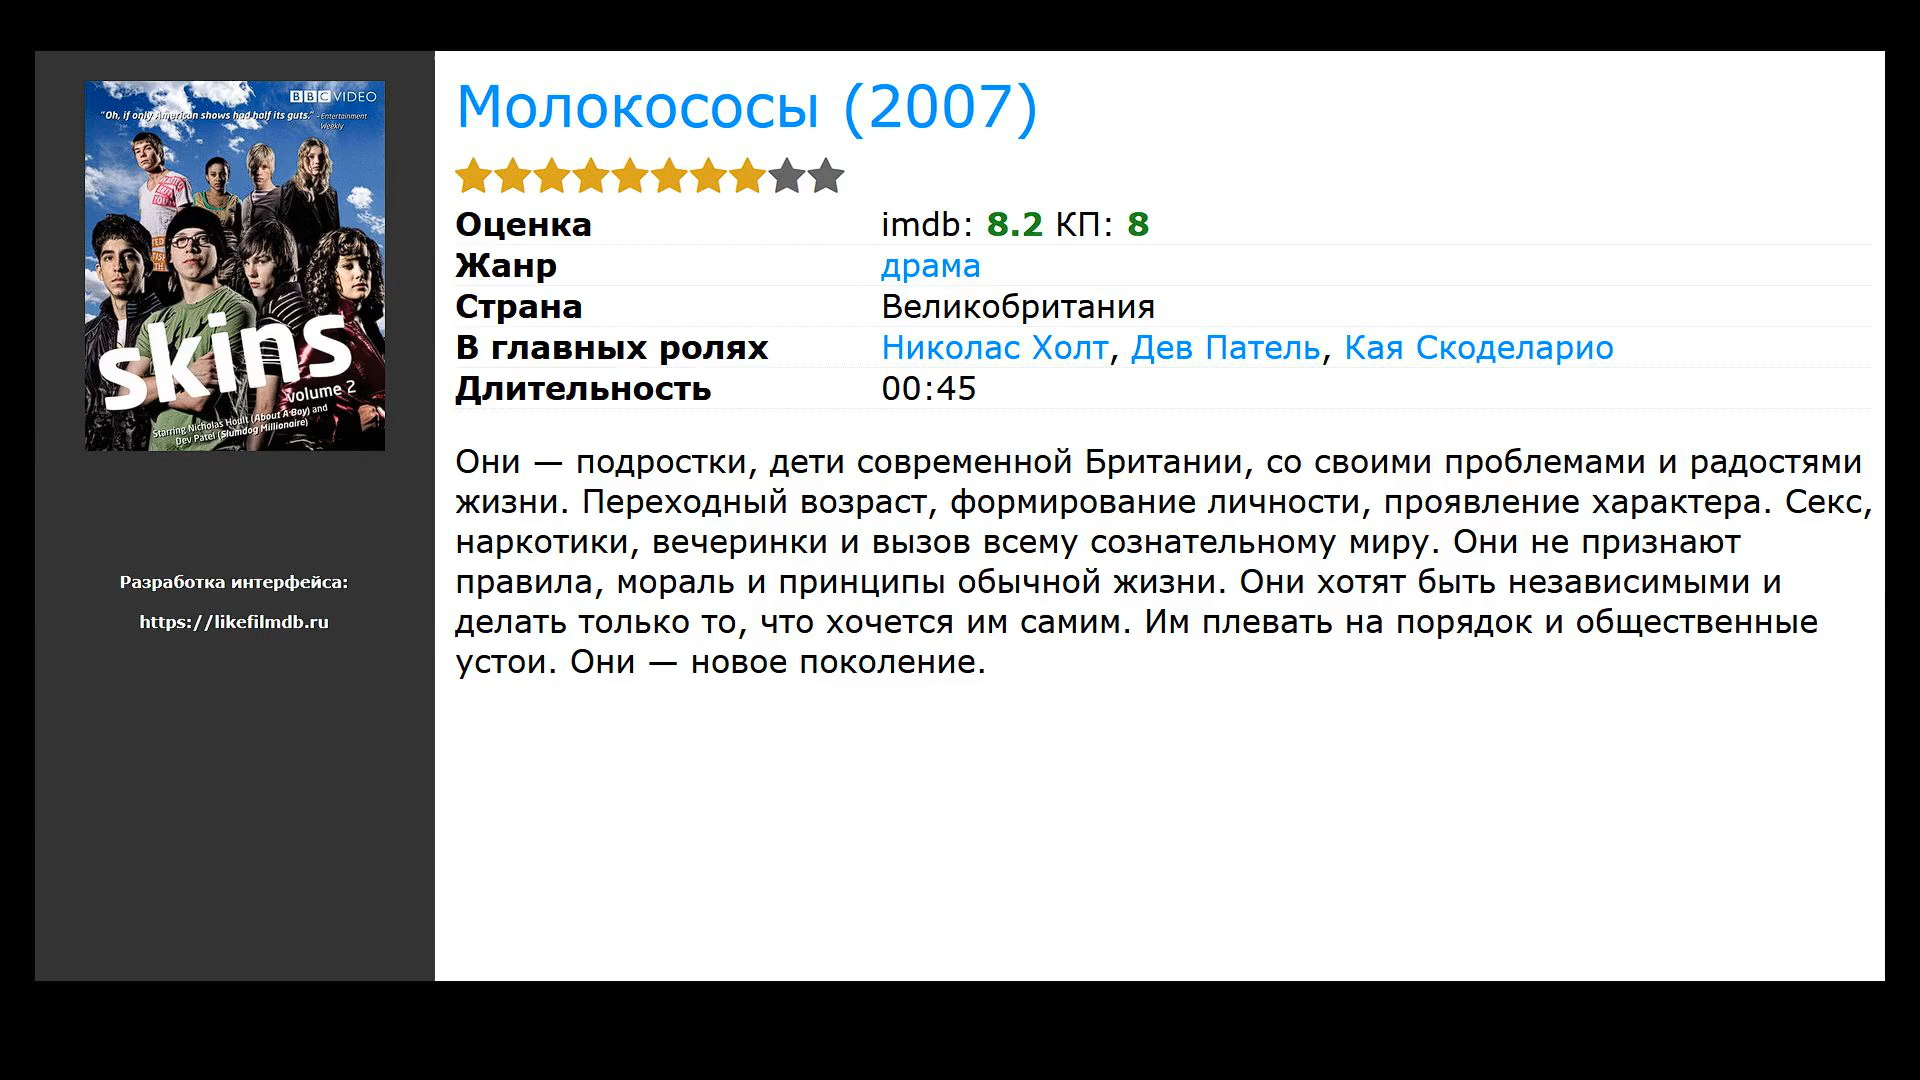 BBC VIDEO
"Oh, if only American shows had half its guts." - Entertainment
Weekly
skins
volume 2
Starring Nicholas Hoult (About A Boy) and
Dev Patel (Slumdog Millionaire)
Разработка интерфейса:
https://likefilmdb.ru
Молокососы (2007)
Оценка imdb: 8.2 КП: 8
Жанр драма
Страна Великобритания
В главных ролях Николас Холт, Дев Патель, Кая Скоделарио
Длительность 00:45
Они — подростки, дети современной Британии, со своими проблемами и радостями
жизни. Переходный возраст, формирование личности, проявление характера. Секс,
наркотики, вечеринки и вызов всему сознательному миру. Они не признают
правила, мораль и принципы обычной жизни. Они хотят быть независимыми и
делать только то, что хочется им самим. Им плевать на порядок и общественные
устои. Они — новое поколение.